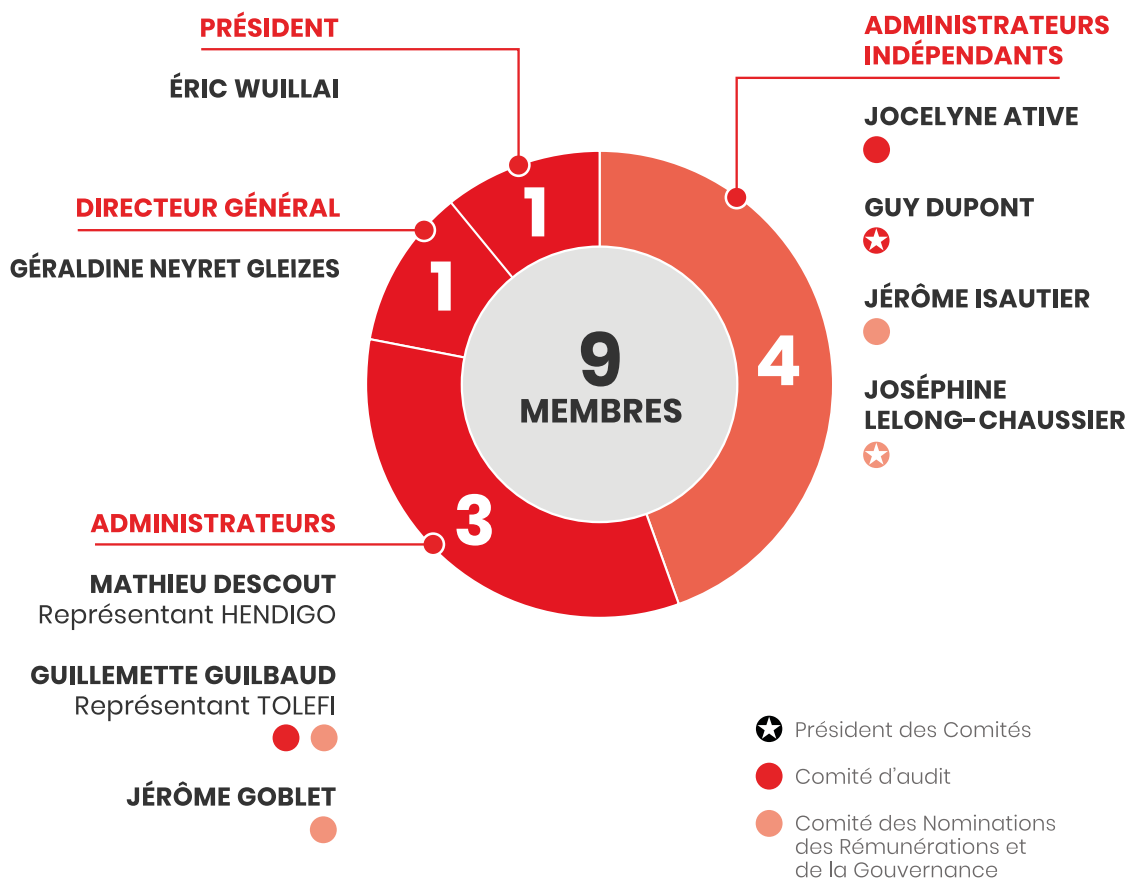 PRÉSIDENT
ÉRIC WUILLAI
DIRECTEUR GÉNÉRAL
GÉRALDINE NEYRET GLEIZES
ADMINISTRATEURS
MATHIEU DESCOUT
Représentant HENDIGO
GUILLEMETTE GUILBAUD
Représentant TOLEFI
JÉRÔME GOBLET
1
1
3
4
9
MEMBRES
ADMINISTRATEURS
INDÉPENDANTS
JOCELYNE ATIVE
GUY DUPONT
JÉRÔME ISAUTIER
JOSÉPHINE
LELONG-CHAUSSIER
Président des Comités
Comité d'audit
Comité des Nominations
des Rémunérations et
de la Gouvernance